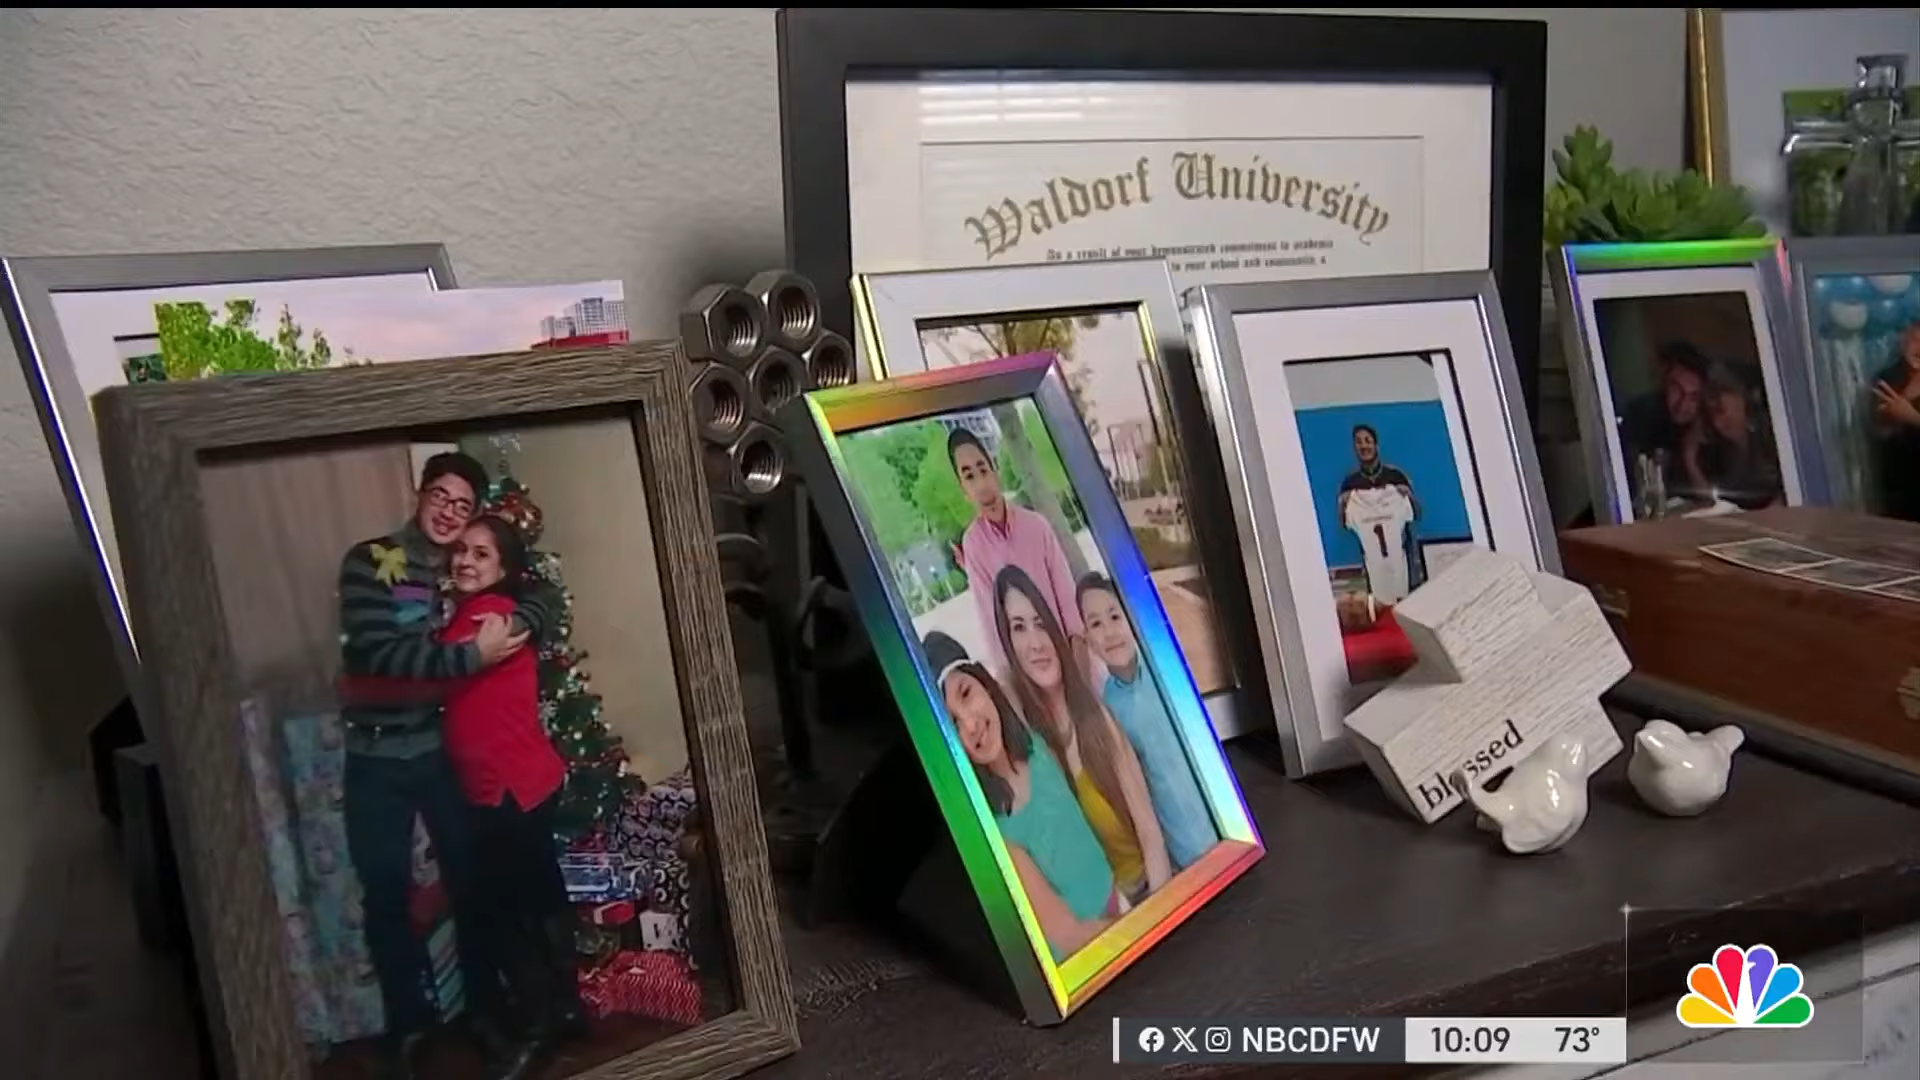 Waldorf University
As a result of your demonstrated commitment to academic
to your school and community, a
1
blessed
NBCDFW 10:09 73°